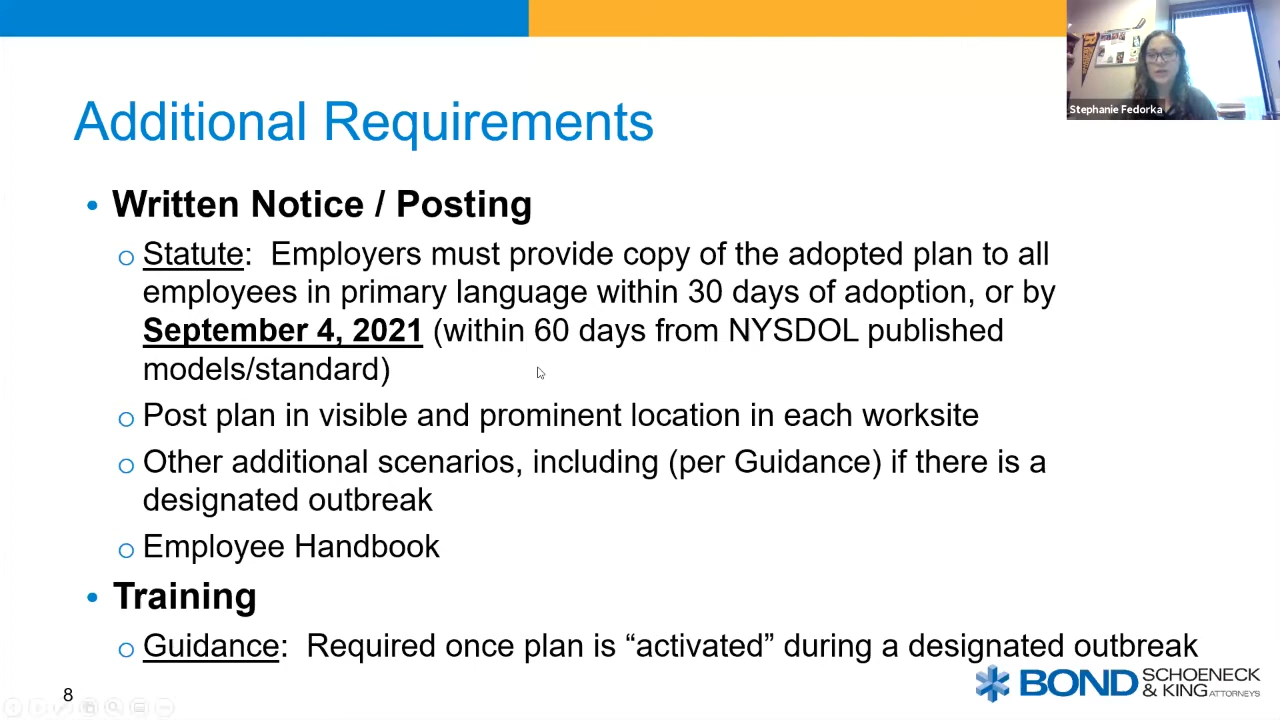 Stephanie Fedorka
Additional Requirements
• Written Notice / Posting
o Statute: Employers must provide copy of the adopted plan to all
employees in primary language within 30 days of adoption, or by
September 4, 2021 (within 60 days from NYSDOL published
models/standard)
o Post plan in visible and prominent location in each worksite
o Other additional scenarios, including (per Guidance) if there is a
designated outbreak
o Employee Handbook
• Training
o Guidance: Required once plan is “activated” during a designated outbreak
8
BOND SCHOENECK
& KING ATTORNEYS